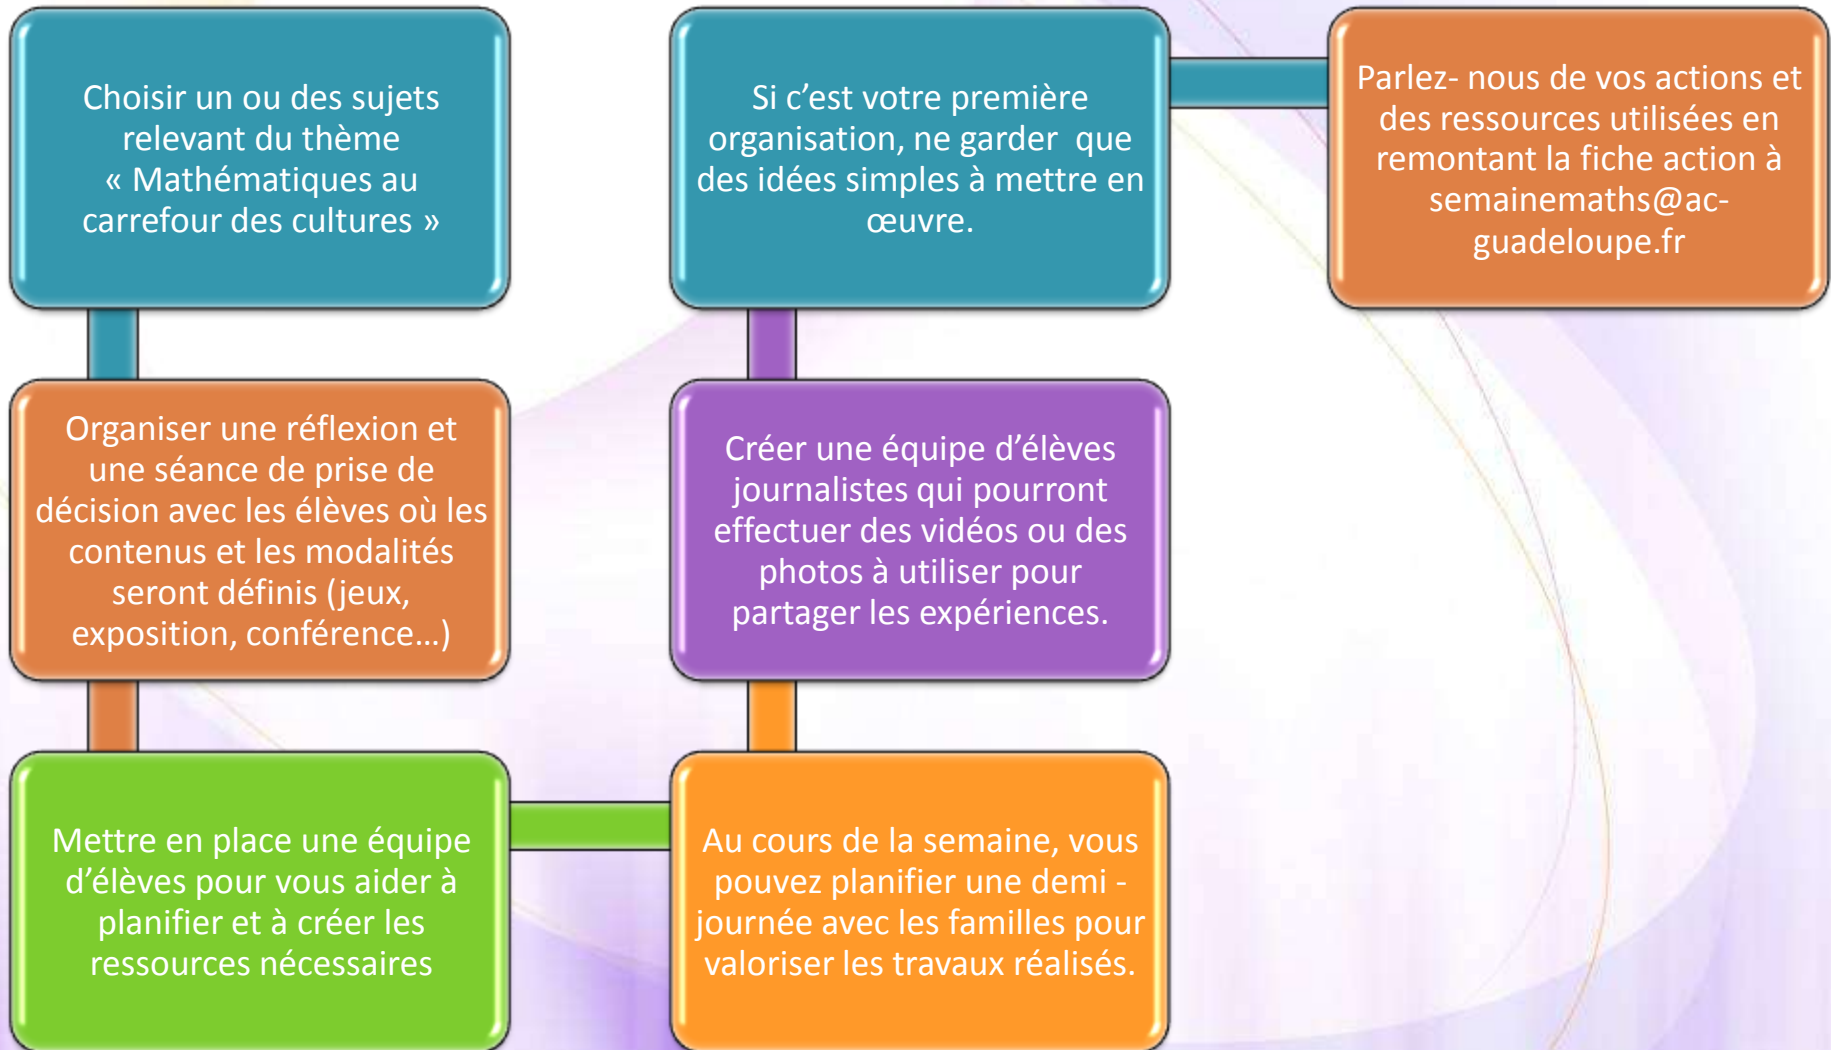 Choisir un ou des sujets
relevant du thème
« Mathématiques au
carrefour des cultures »
Organiser une réflexion et
une séance de prise de
décision avec les élèves où les
contenus et les modalités
seront définis (jeux,
exposition, conférence…)
Mettre en place une équipe
d’élèves pour vous aider à
planifier et à créer les
ressources nécessaires
Au cours de la semaine, vous
pouvez planifier une demi -
journée avec les familles pour
valoriser les travaux réalisés.
Créer une équipe d’élèves
journalistes qui pourront
effectuer des vidéos ou des
photos à utiliser pour
partager les expériences.
Si c’est votre première
organisation, ne garder  que
des idées simples à mettre en
œuvre.
Parlez- nous de vos actions et
des ressources utilisées en
remontant la fiche action à
semainemaths@ac-
guadeloupe.fr